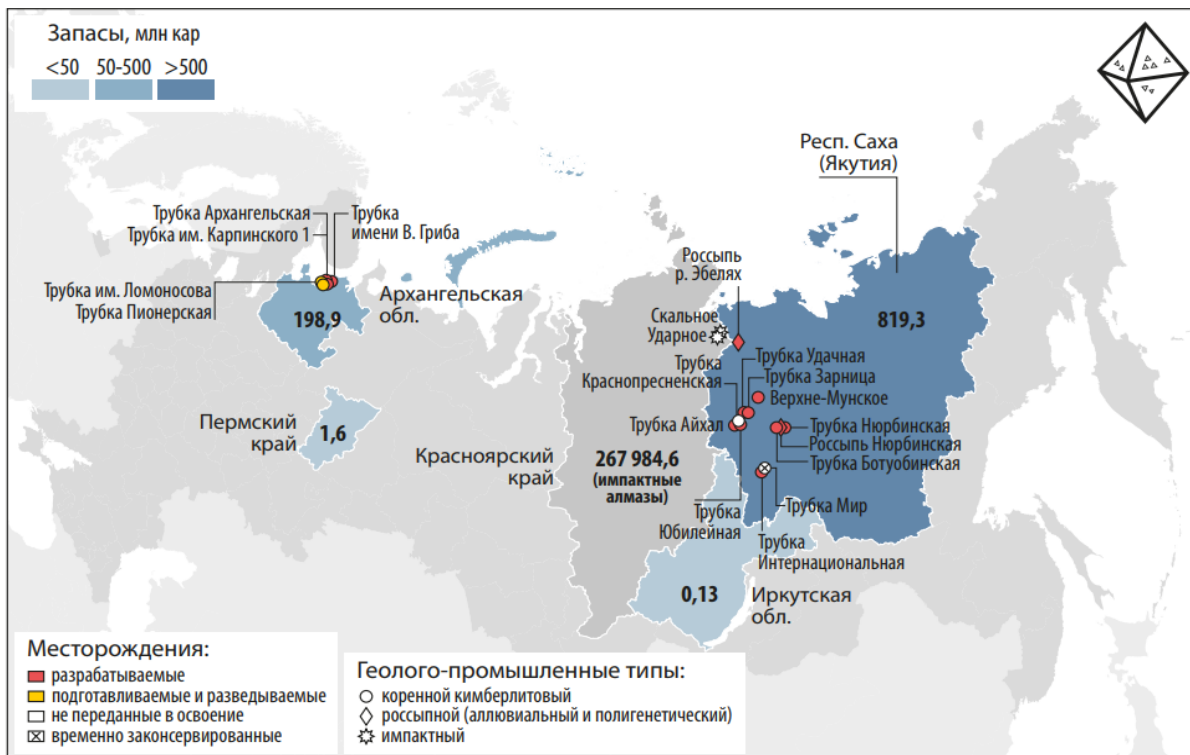 Запасы, млн кар
<50 50-500 >500
Респ. Саха
(Якутия)
Трубка Архангельская
Трубка им. Карпинского 1
Трубка
имени В. Гриба
Трубка им. Ломоносова
Трубка Пионерская
Архангельская
обл.
198,9
Россыпь
р. Эбелях
Скальное
Ударное
819,3
Трубка
Краснопресненская
Трубка Удачная
Трубка Зарница
Верхне-Мунское
Трубка Айхал
Трубка Нюрбинская
Россыпь Нюрбинская
Трубка Ботуобинская
Пермский
край
1,6
Красноярский
край
267 984,6
(импактные
алмазы)
Трубка
Юбилейная
Трубка Мир
Трубка
Интернациональная
0,13
Иркутская
обл.
Месторождения:
разрабатываемые
подготавливаемые и разведываемые
не переданные в освоение
временно законсервированные
Геолого-промышленные типы:
коренной кимберлитовый
россыпной (аллювиальный и полигенетический)
импактный